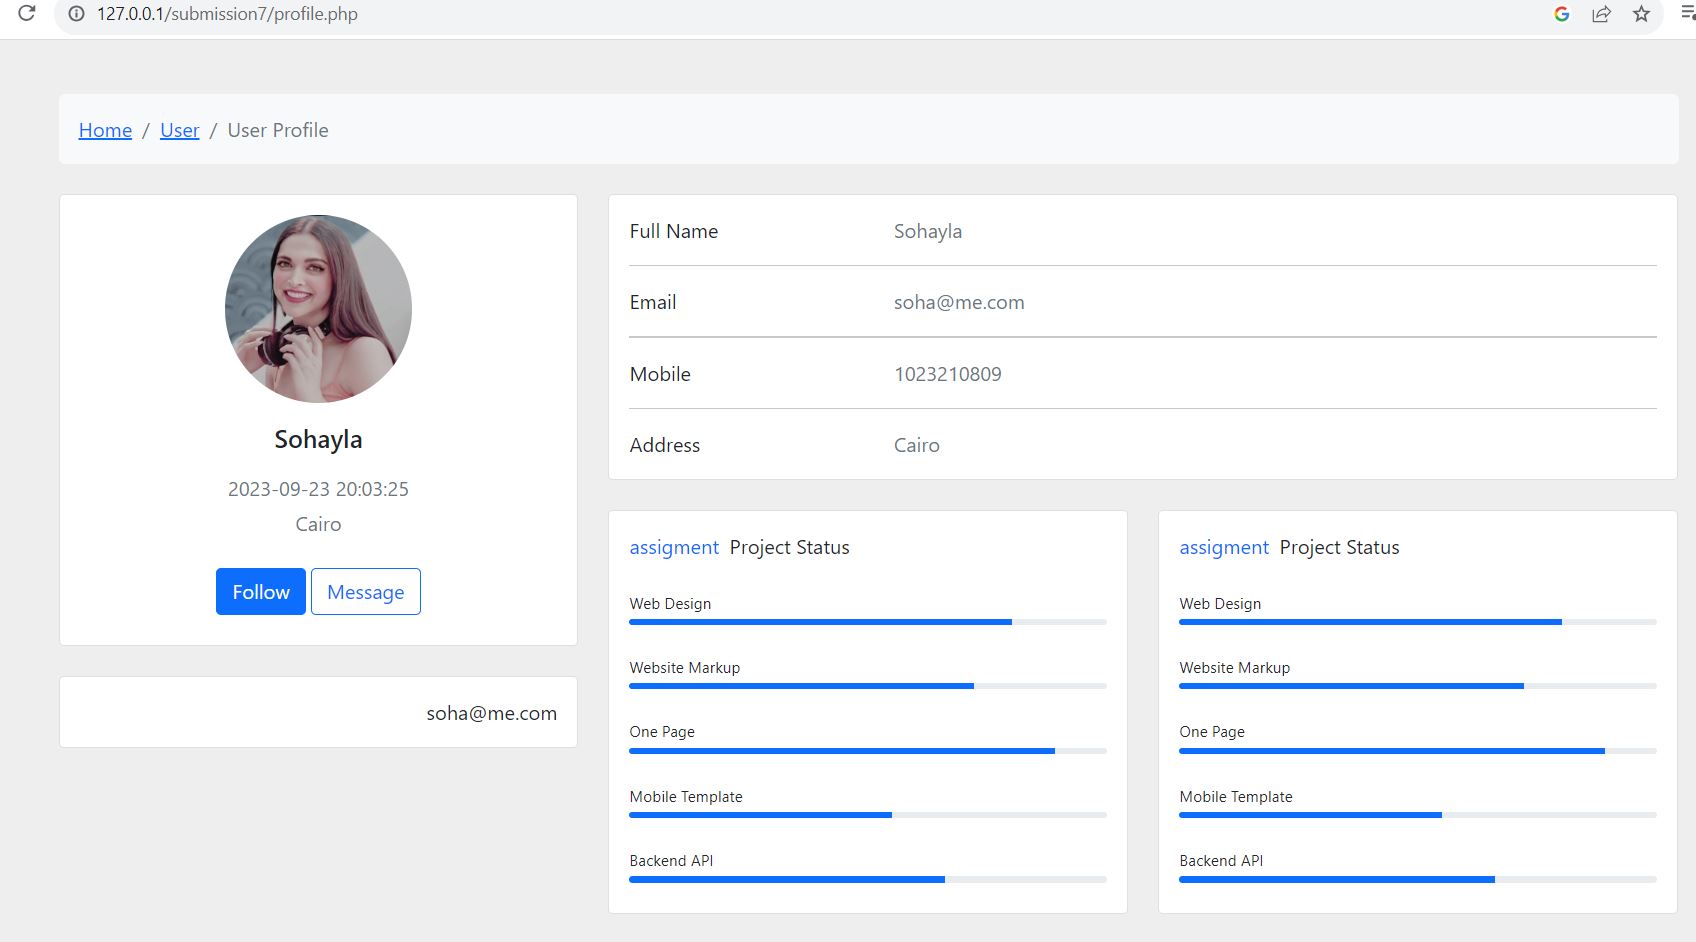 127.0.0.1/submission7/profile.php
Home / User / User Profile
Sohayla
2023-09-23 20:03:25
Cairo
Follow Message
soha@me.com
Full Name Sohayla
Email soha@me.com
Mobile 1023210809
Address Cairo
assigment Project Status
Web Design
Website Markup
One Page
Mobile Template
Backend API
assigment Project Status
Web Design
Website Markup
One Page
Mobile Template
Backend API